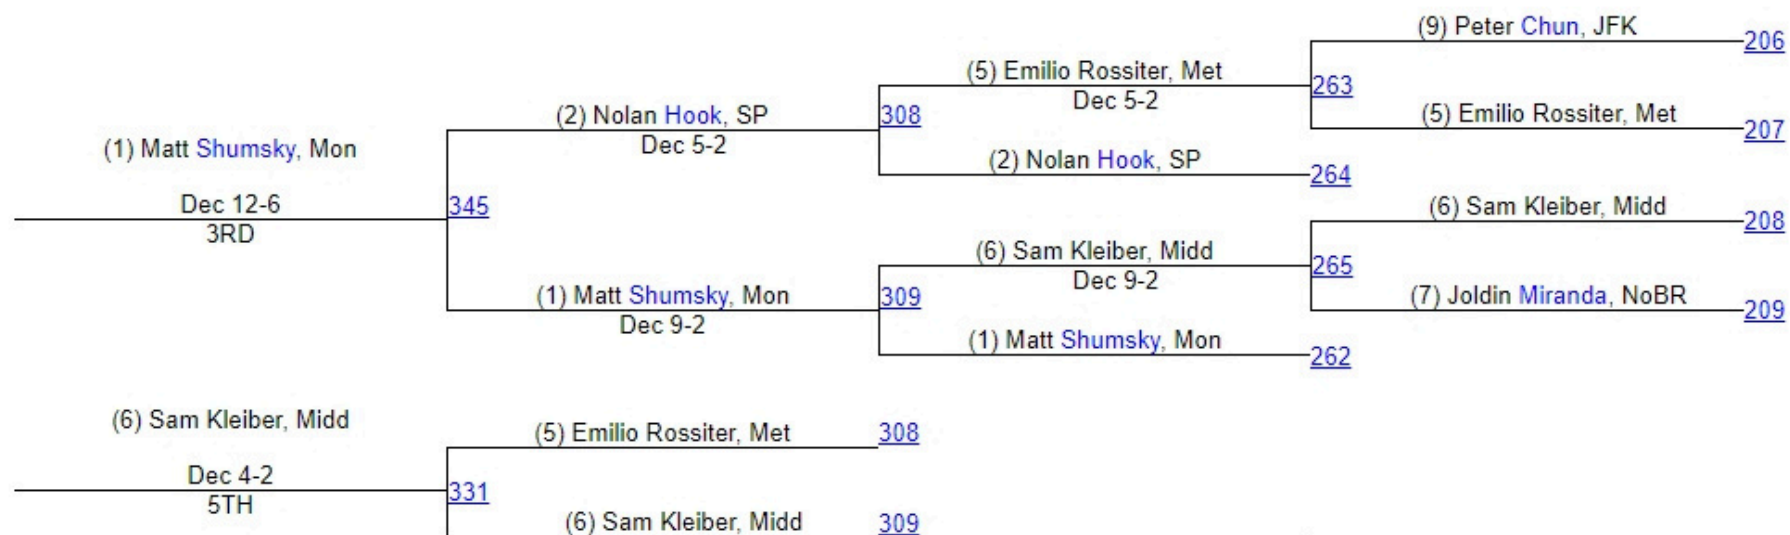 (9) Peter Chun, JFK
206
(5) Emilio Rossiter, Met
263
Dec 5-2
(2) Nolan Hook, SP
308
(5) Emilio Rossiter, Met
207
Dec 5-2
(1) Matt Shumsky, Mon
(2) Nolan Hook, SP
264
Dec 12-6
345
(6) Sam Kleiber, Midd
208
3RD
(6) Sam Kleiber, Midd
265
Dec 9-2
(1) Matt Shumsky, Mon
309
(7) Joldin Miranda, NoBR
209
Dec 9-2
(1) Matt Shumsky, Mon
262
(6) Sam Kleiber, Midd
(5) Emilio Rossiter, Met
308
Dec 4-2
331
5TH
(6) Sam Kleiber, Midd
309